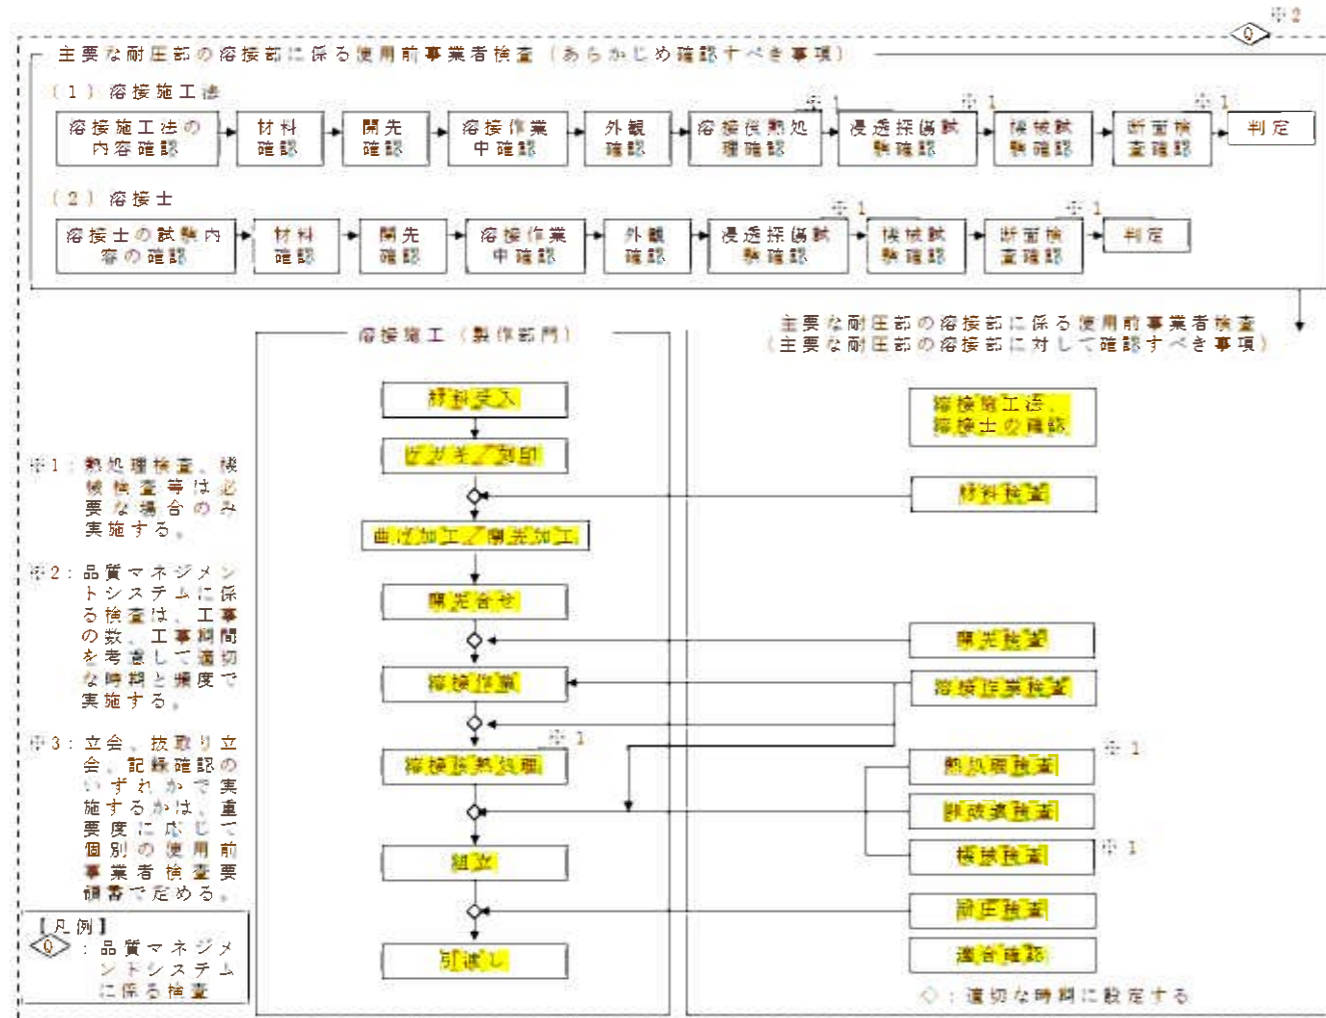 ※2
Q
主要な耐圧部の溶接部に係る使用前事業者検査(あらかじめ確認すべき事項)
(1)溶接施工法
※1
※1
※1
溶接施工法の
内容確認
材料
確認
開先
確認
溶接作業
中確認
外観
確認
溶接後熱処
理確認
浸透探傷試
験確認
機械試
験確認
断面検
査確認
判定
(2)溶接士
※1
※1
溶接士の試験内
容の確認
材料
確認
開先
確認
溶接作業
中確認
外観
確認
浸透探傷試
験確認
機械試
験確認
断面検
査確認
判定
溶接施工(製作部門)
主要な耐圧部の溶接部に係る使用前事業者検査
(主要な耐圧部の溶接部に対して確認すべき事項)
材料受入
ケガキ/刻印
曲げ加工/開先加工
開先合せ
溶接作業
※1
溶接後熱処理
組立
引渡し
溶接施工法、
溶接士の確認
材料検査
開先検査
溶接作業検査
※1
熱処理検査
非破壊検査
機械検査
※1
耐圧検査
適合確認
◇:適切な時期に設定する
※1:熱処理検査、機
械検査等は必
要な場合のみ
実施する。
※2:品質マネジメン
トシステムに係
る検査は、工事
の数、工事期間
を考慮して適切
な時期と頻度で
実施する。
※3:立会、抜取り立
会、記録確認の
いずれかで実
施するかは、重
要度に応じて
個別の使用前
事業者検査要
領書で定める。
【凡例】
Q:品質マネジメ
ントシステム
に係る検査